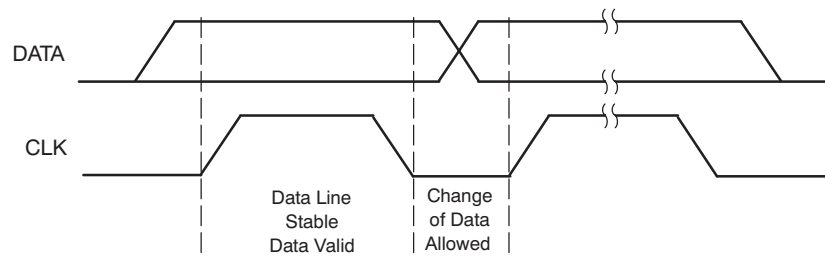 DATA
CLK
Data Line
Stable
Data Valid
Change
of Data
Allowed